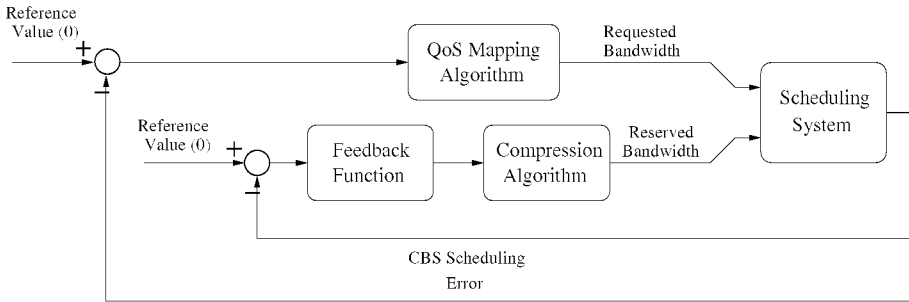 Reference
Value (0)
+
−
QoS Mapping
Algorithm
Requested
Bandwidth
Scheduling
System
Reference
Value (0)
+
−
Feedback
Function
Compression
Algorithm
Reserved
Bandwidth
CBS Scheduling
Error